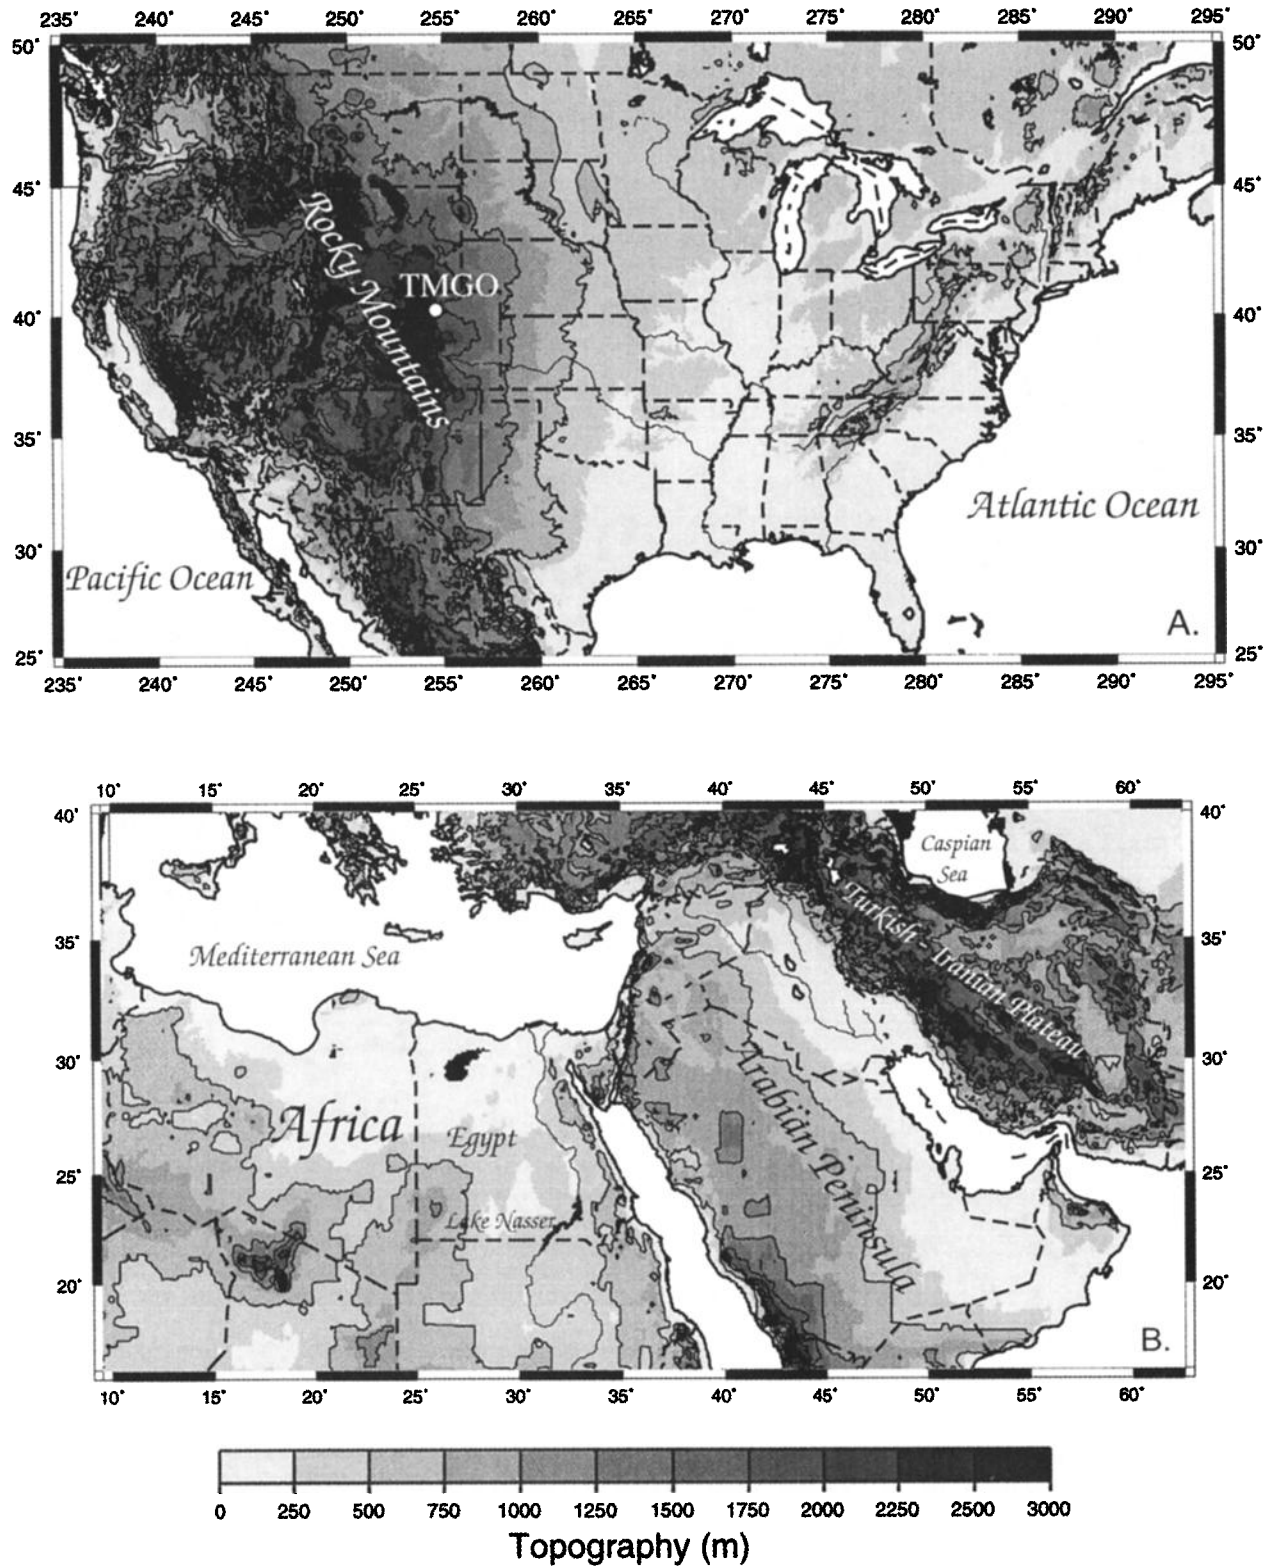 235° 240° 245° 250° 255° 260° 265° 270° 275° 280° 285° 290° 295°
50° 50°
45° 45°
Rocky Mountains
TMGO
40° 40°
35° 35°
Atlantic Ocean
30° 30°
Pacific Ocean
A.
25° 25°
235° 240° 245° 250° 255° 260° 265° 270° 275° 280° 285° 290° 295°
10° 15° 20° 25° 30° 35° 40° 45° 50° 55° 60°
40° 40°
Caspian
Sea
Turkish - Iranian Plateau
35° 35°
Mediterranean Sea
30° 30°
Arabian Peninsula
Africa
Egypt
25° 25°
Lake Nasser
20° 20°
B.
10° 15° 20° 25° 30° 35° 40° 45° 50° 55° 60°
0 250 500 750 1000 1250 1500 1750 2000 2250 2500 3000
Topography (m)